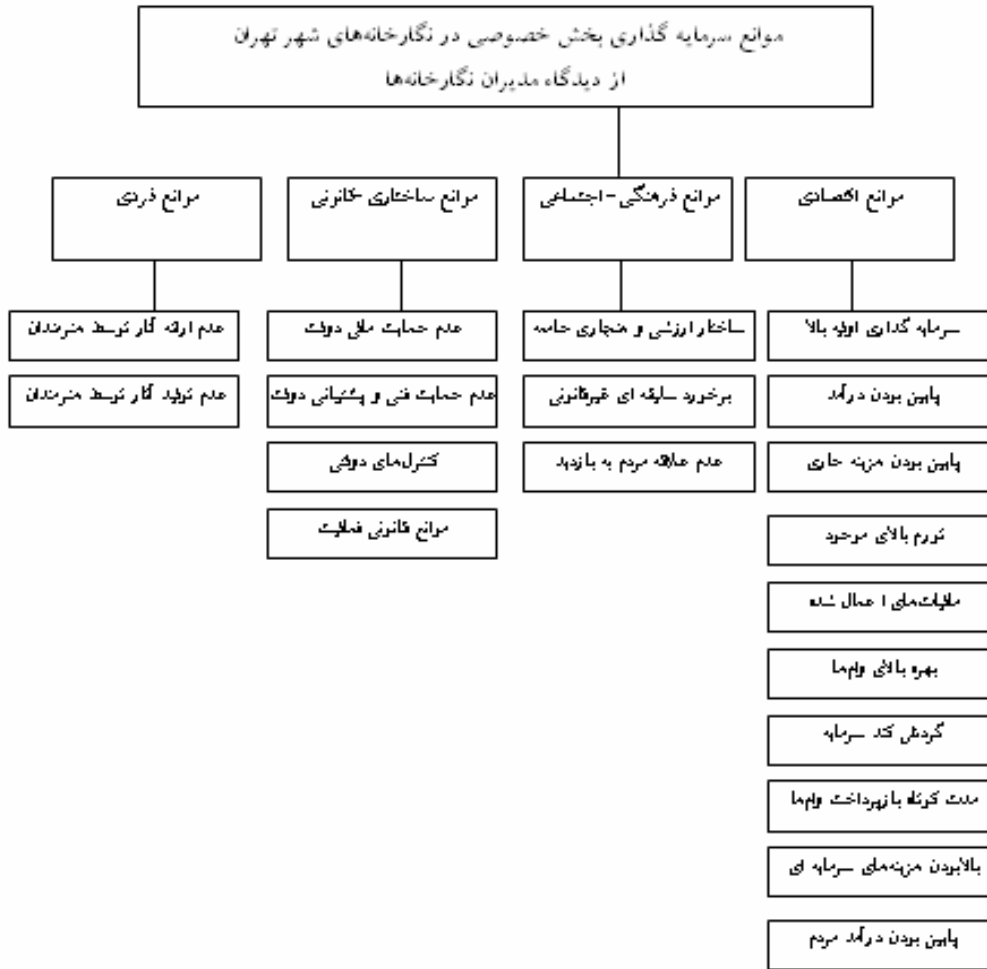 موانع سرمایه گذاری بخش خصوصی در نگارخانه‌های شهر تهران
از دیدگاه مدیران نگارخانه‌ها
موانع اقتصادی
موانع فرهنگی-اجتماعی
موانع ساختاری-قانونی
موانع فردی
سرمایه گذاری اولیه بالا
پایین بودن درآمد
پایین بودن هزینه جاری
تورم بالای موجود
مالیات‌های اعمال شده
بهره بالای وام‌ها
گردش کند سرمایه
مدت کوتاه بازپرداخت وام‌ها
بالابودن هزینه‌های سرمایه ای
پایین بودن درآمد مردم
ساختار ارزشی و هنجاری جامعه
برخورد سلیقه ای غیرقانونی
عدم علاقه مردم به بازدید
عدم حمایت مالی دولت
عدم حمایت فنی و پشتیبانی دولت
کنترل‌های دولتی
موانع قانونی فعالیت
عدم ارائه آثار توسط هنرمندان
عدم تولید آثار توسط هنرمندان